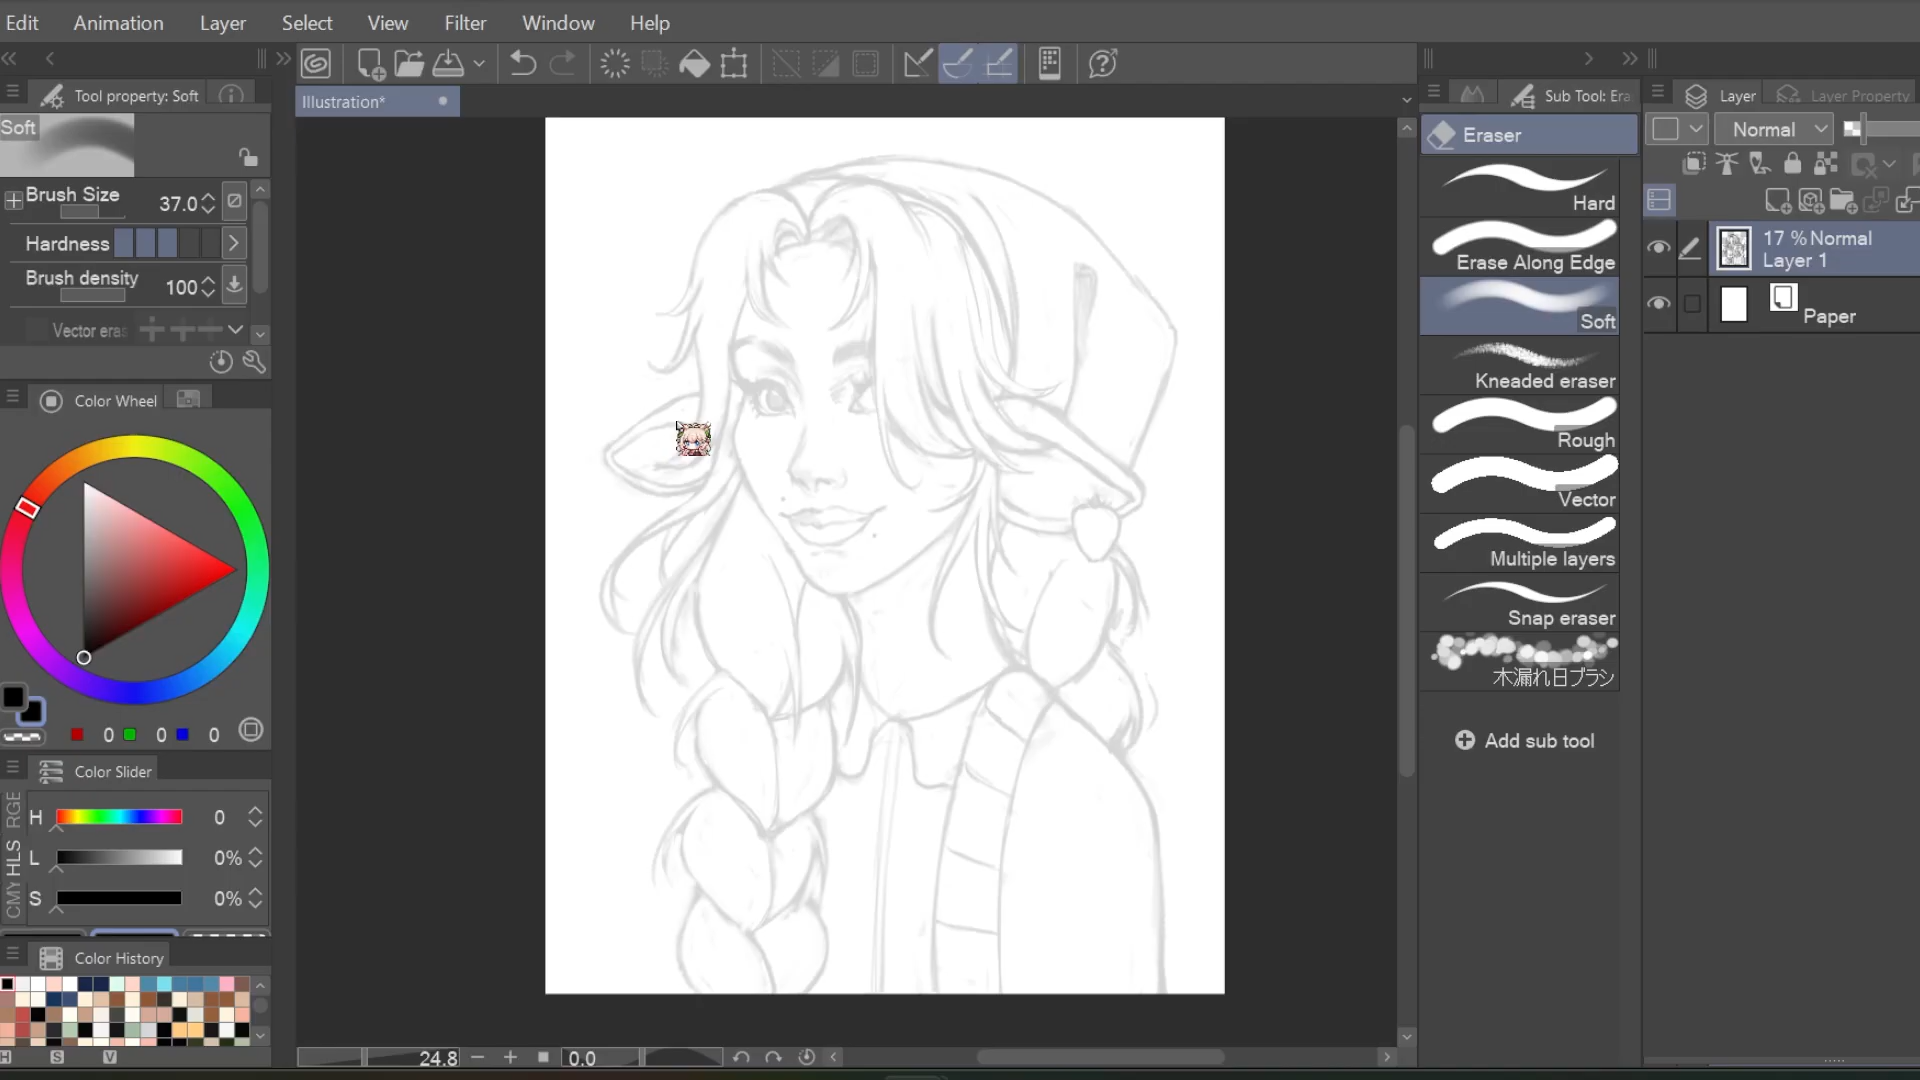 Edit Animation Layer Select View Filter Window Help
Tool property: Soft
Illustration*
Sub Tool: Era
Layer
Layer Property
Soft
Brush Size 37.0
Hardness
Brush density 100
Vector eras
Eraser
Hard
Erase Along Edge
Soft
Kneaded eraser
Rough
Vector
Multiple layers
Snap eraser
木漏れ日ブラシ
Add sub tool
Normal
17 % Normal
Layer 1
Paper
Color Wheel
0 0 0
Color Slider
RGB
HLS
CMY
H 0
L 0%
S 0%
Color History
H S V
24.8
0.0